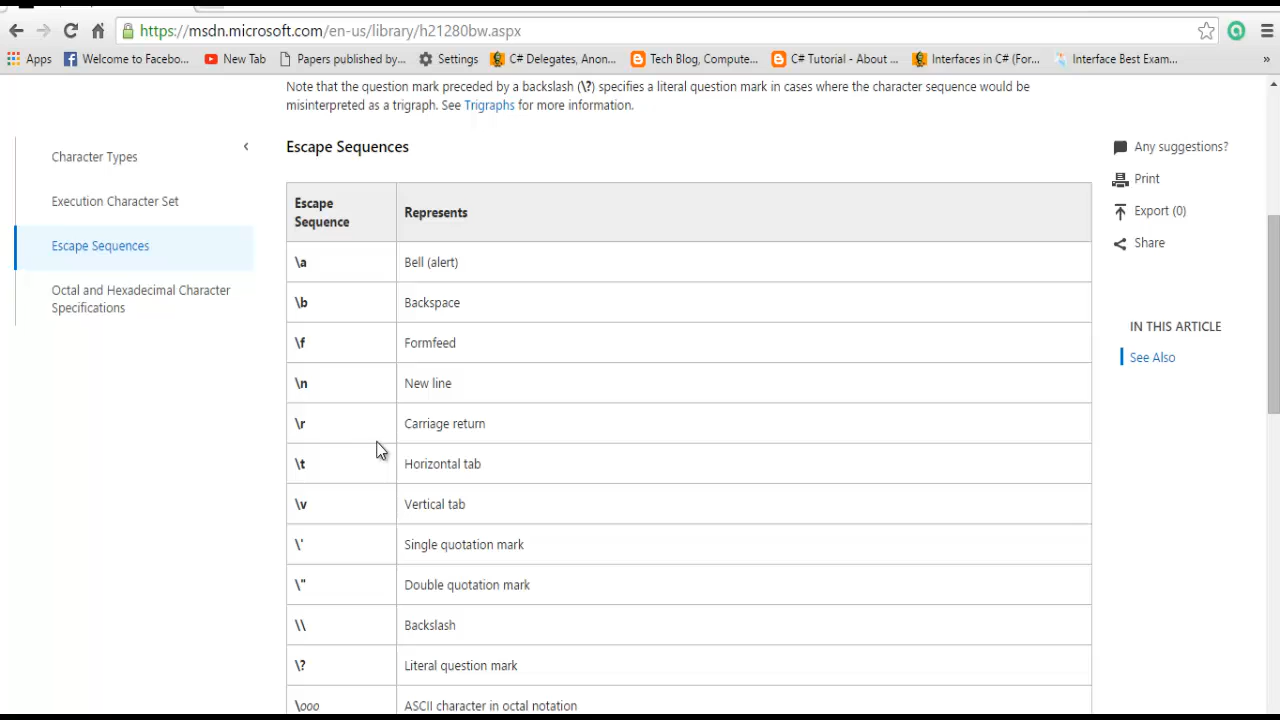 https://msdn.microsoft.com/en-us/library/h21280bw.aspx
Apps Welcome to Facebo... New Tab Papers published by... Settings C# Delegates, Anon... Tech Blog, Compute... C# Tutorial - About ... Interfaces in C# (For... Interface Best Exam... »
Note that the question mark preceded by a backslash (\?) specifies a literal question mark in cases where the character sequence would be
misinterpreted as a trigraph. See Trigraphs for more information.
Character Types
Execution Character Set
Escape Sequences
Octal and Hexadecimal Character
Specifications
Escape Sequences
Escape
Sequence
Represents
\a Bell (alert)
\b Backspace
\f Formfeed
\n New line
\r Carriage return
\t Horizontal tab
\v Vertical tab
\' Single quotation mark
\" Double quotation mark
\\ Backslash
\? Literal question mark
\ooo ASCII character in octal notation
Any suggestions?
Print
Export (0)
Share
IN THIS ARTICLE
See Also